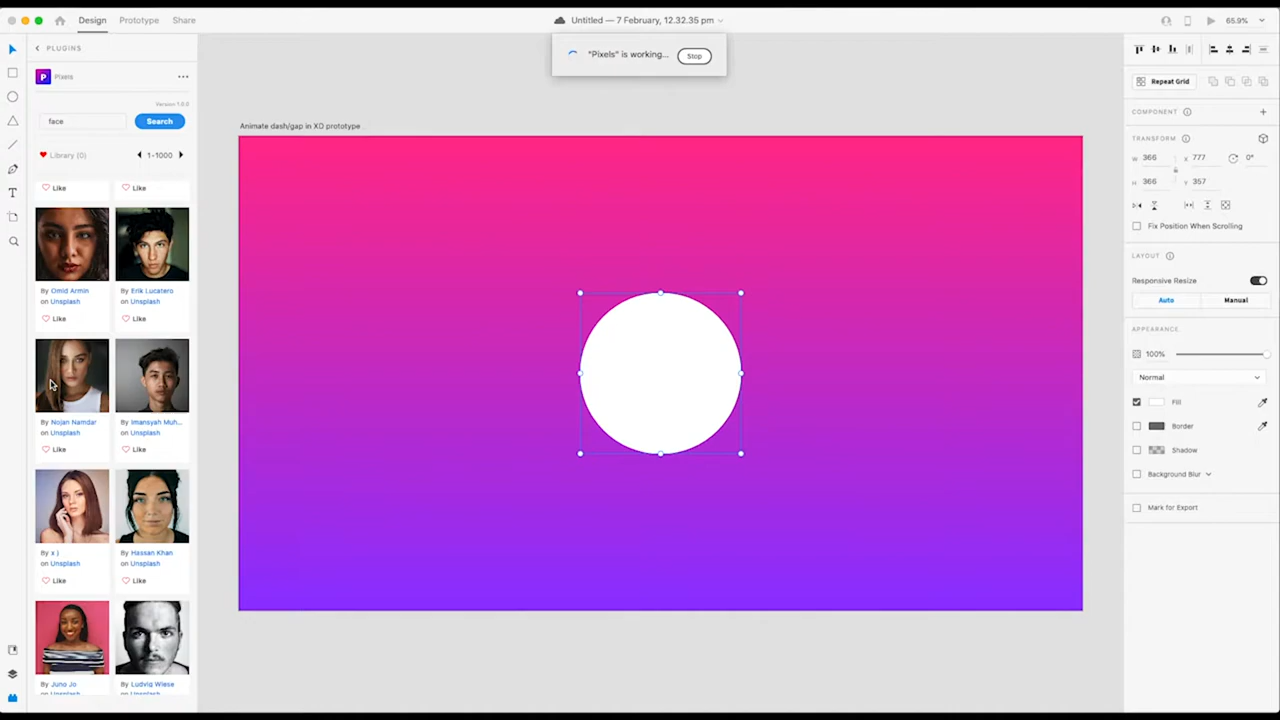 Design
Prototype
Share
Untitled — 7 February, 12.32.35 pm
65.9%
PLUGINS
"Pixels" is working...
Stop
P
Pixels
Version 1.0.0
face
Search
Library (0)
1-1000
Like
Like
By Omid Armin
on Unsplash
Like
By Erik Lucatero
on Unsplash
Like
By Nojan Namdar
on Unsplash
Like
By Imansyah Muh...
on Unsplash
Like
By x )
on Unsplash
Like
By Hassan Khan
on Unsplash
Like
By Juno Jo
on Unsplash
By Ludvig Wiese
on Unsplash
Animate dash/gap in XD prototype
Repeat Grid
COMPONENT
TRANSFORM
W 366
X 777
0°
H 366
Y 357
Fix Position When Scrolling
LAYOUT
Responsive Resize
Auto
Manual
APPEARANCE
100%
Normal
Fill
Border
Shadow
Background Blur
Mark for Export